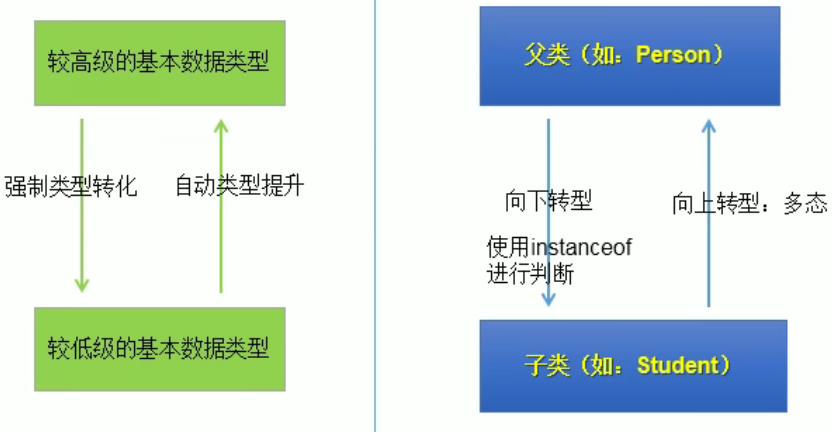 较高级的基本数据类型
强制类型转化
自动类型提升
较低级的基本数据类型
父类（如：Person）
向下转型
使用instanceof
进行判断
向上转型：多态
子类（如：Student）